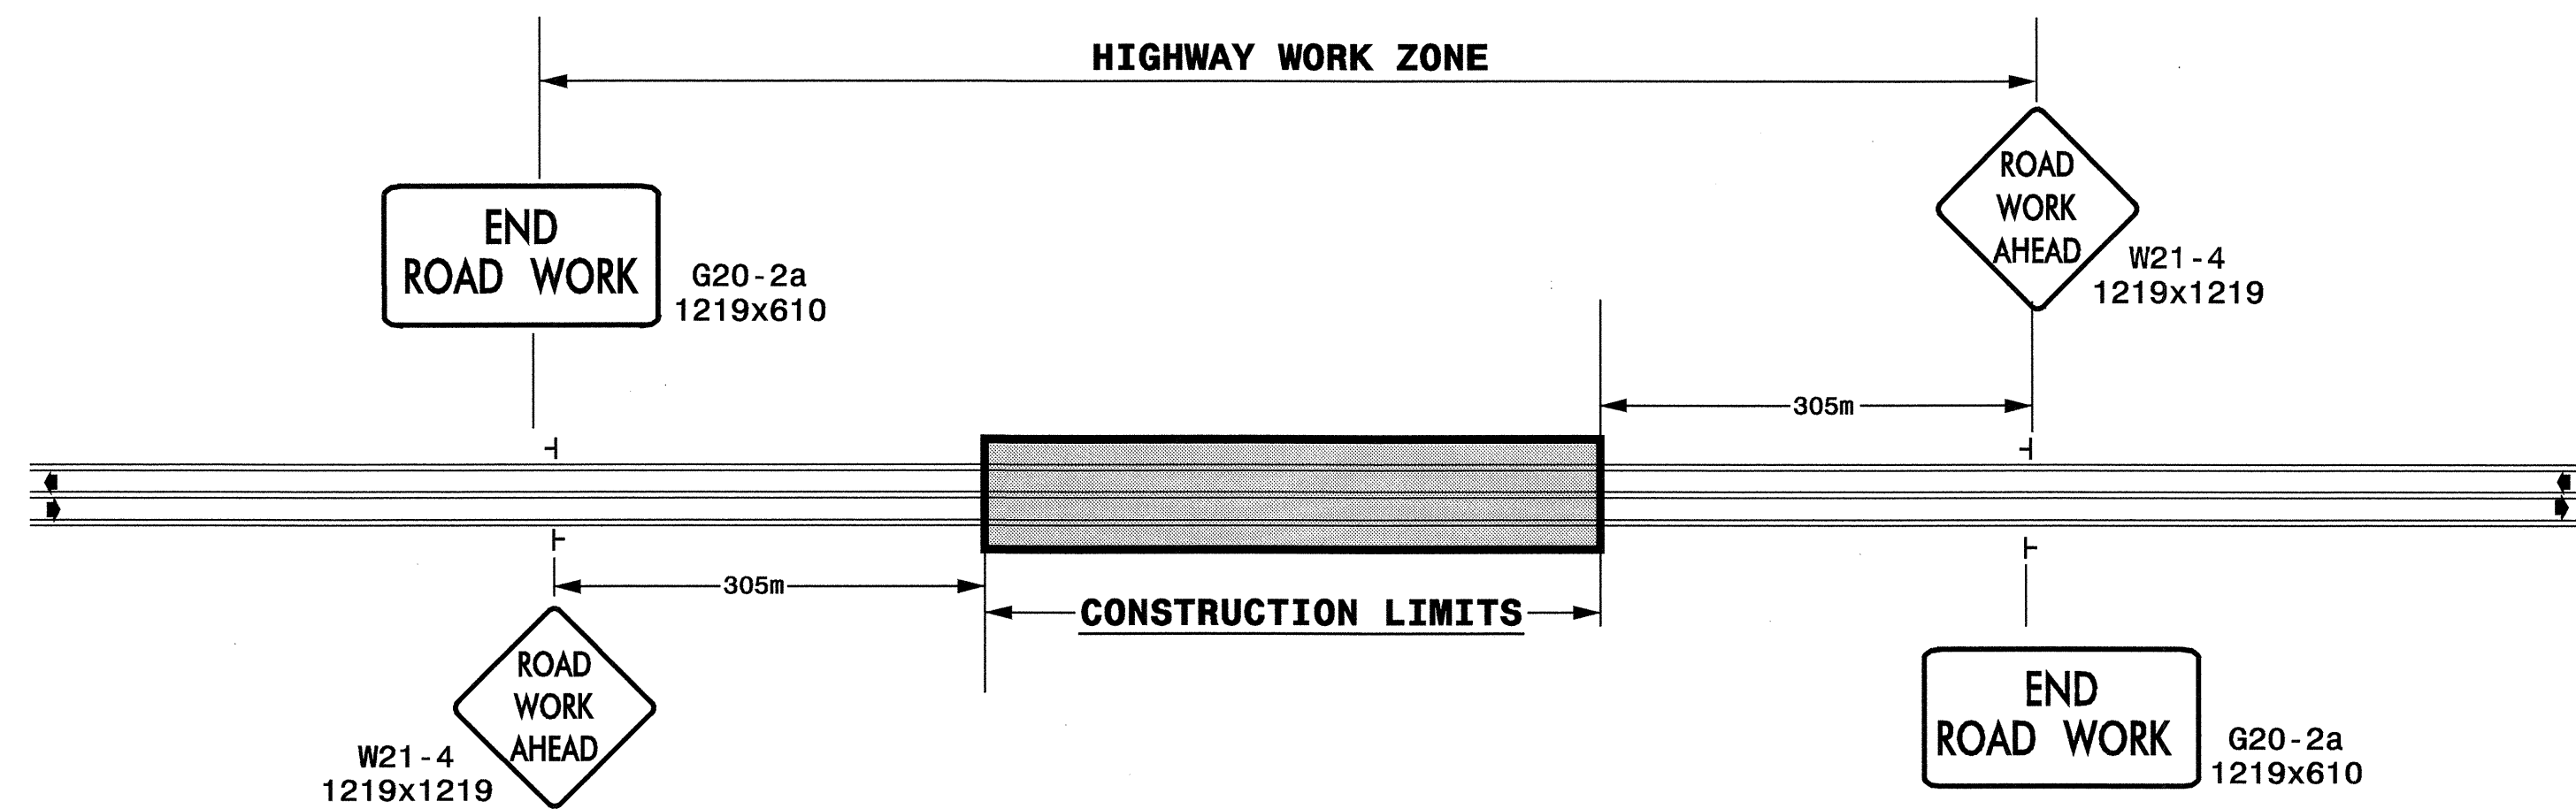 HIGHWAY WORK ZONE
END
ROAD WORK
G20-2a
1219x610
ROAD
WORK
AHEAD
W21-4
1219x1219
305m
305m
CONSTRUCTION LIMITS
ROAD
WORK
AHEAD
W21-4
1219x1219
END
ROAD WORK
G20-2a
1219x610